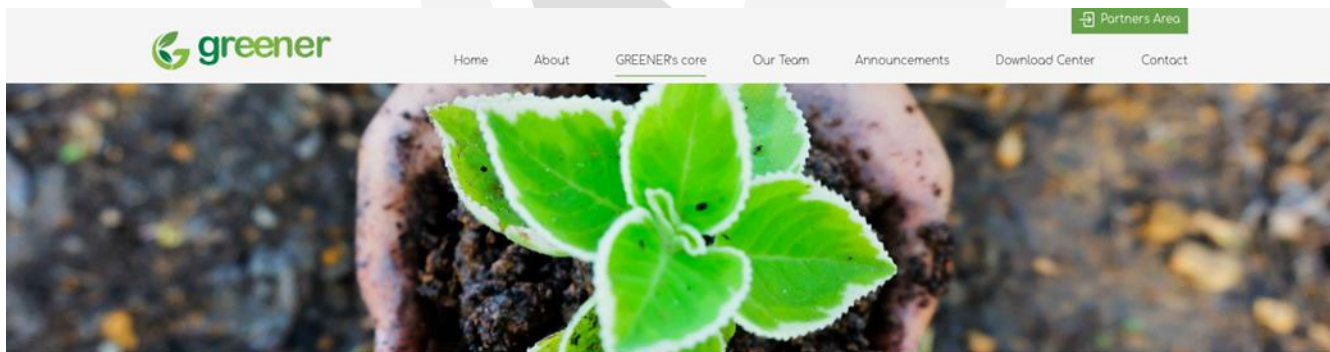 Partners Area
greener
Home About GREENER's core Our Team Announcements Download Center Contact